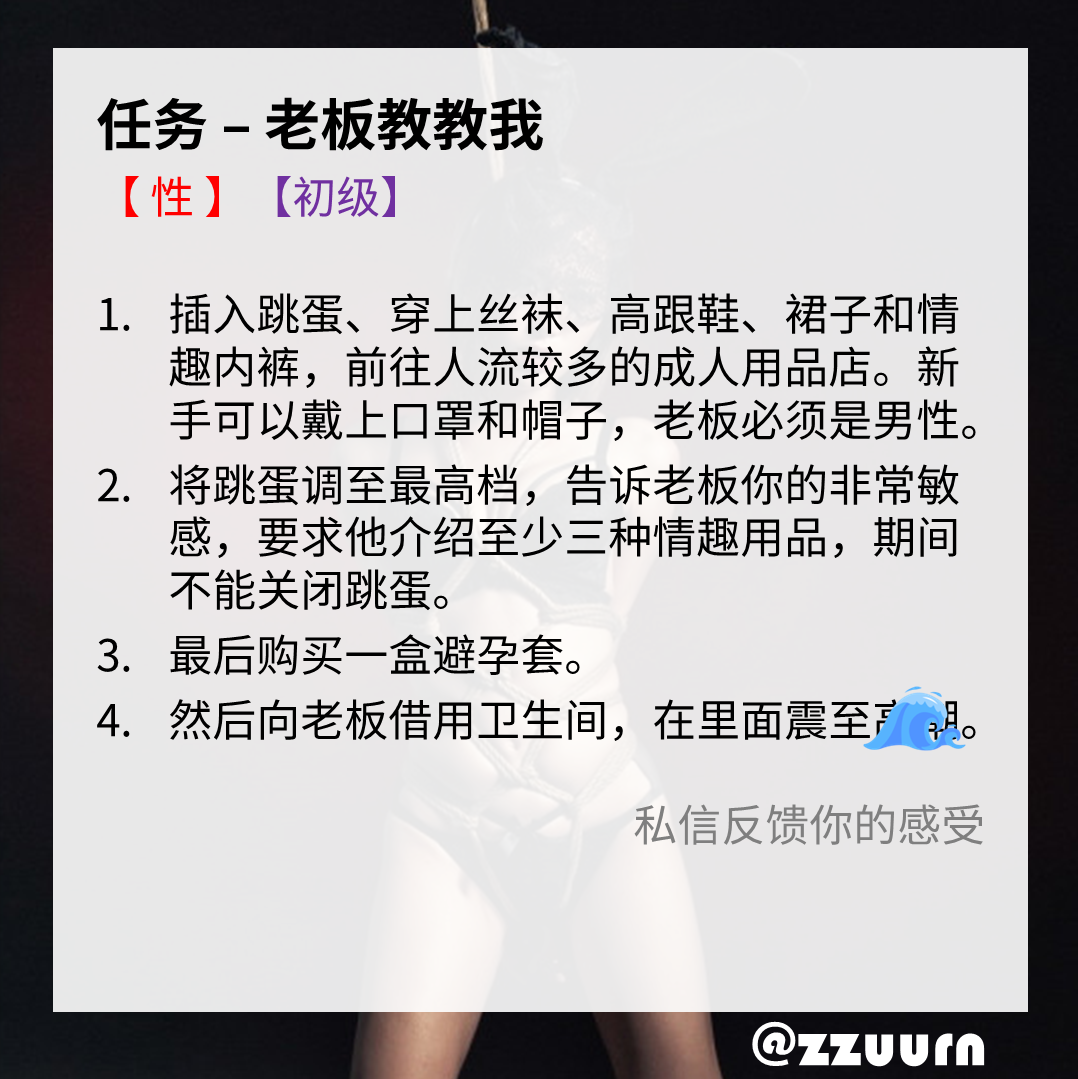 任务 – 老板教教我
【 性 】 【初级】
1. 插入跳蛋、穿上丝袜、高跟鞋、裙子和情
趣内裤，前往人流较多的成人用品店。新
手可以戴上口罩和帽子，老板必须是男性。
2. 将跳蛋调至最高档，告诉老板你的非常敏
感，要求他介绍至少三种情趣用品，期间
不能关闭跳蛋。
3. 最后购买一盒避孕套。
4. 然后向老板借用卫生间，在里面震至高潮。
私信反馈你的感受
@zzuurn